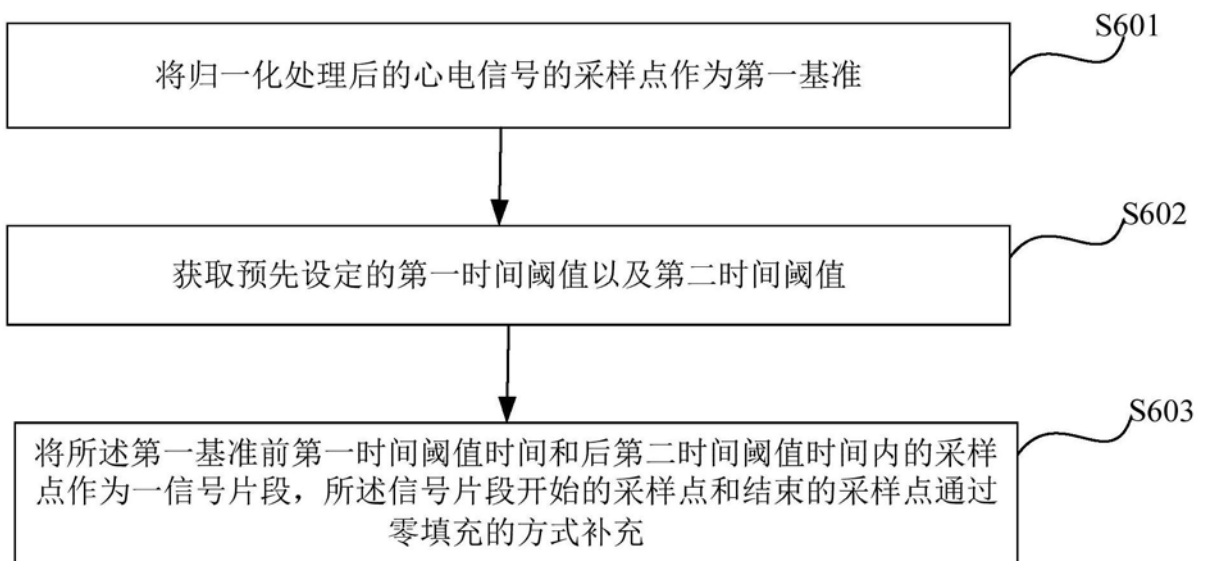 S601
将归一化处理后的心电信号的采样点作为第一基准
S602
获取预先设定的第一时间阈值以及第二时间阈值
S603
将所述第一基准前第一时间阈值时间和后第二时间阈值时间内的采样
点作为一信号片段，所述信号片段开始的采样点和结束的采样点通过
零填充的方式补充